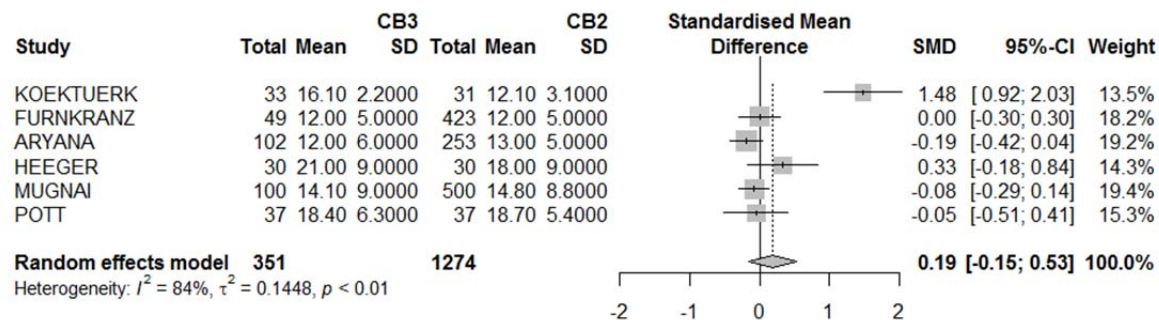 CB3 CB2 Standardised Mean
Study Total Mean SD Total Mean SD Difference SMD 95%-CI Weight
KOEKTUERK 33 16.10 2.2000 31 12.10 3.1000 1.48 [ 0.92; 2.03] 13.5%
FURNKRANZ 49 12.00 5.0000 423 12.00 5.0000 0.00 [-0.30; 0.30] 18.2%
ARYANA 102 12.00 6.0000 253 13.00 5.0000 -0.19 [-0.42; 0.04] 19.2%
HEEGER 30 21.00 9.0000 30 18.00 9.0000 0.33 [-0.18; 0.84] 14.3%
MUGNAI 100 14.10 9.0000 500 14.80 8.8000 -0.08 [-0.29; 0.14] 19.4%
POTT 37 18.40 6.3000 37 18.70 5.4000 -0.05 [-0.51; 0.41] 15.3%
Random effects model 351 1274 0.19 [-0.15; 0.53] 100.0%
Heterogeneity: I² = 84%, τ² = 0.1448, p < 0.01
-2 -1 0 1 2